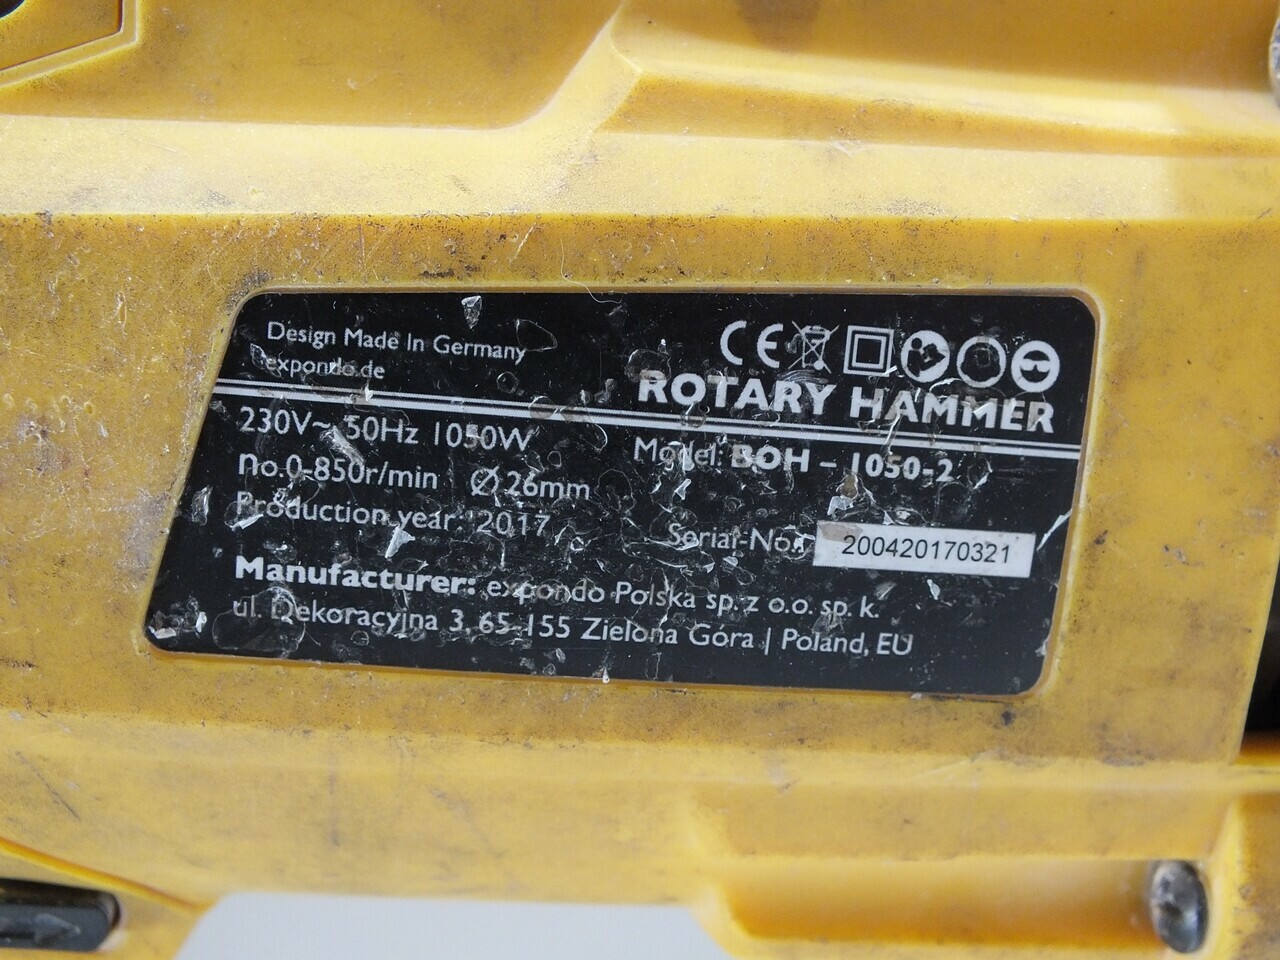 Design Made In Germany
expondo.de
CE
ROTARY HAMMER
230V~ 50Hz 1050W
Model: BOH - 1050-2
no.0-850r/min Ø 26mm
Production year: 2017
Serial-No.: 200420170321
Manufacturer: expondo Polska sp. z o.o. sp. k.
ul. Dekoracyjna 3, 65-155 Zielona Góra | Poland, EU